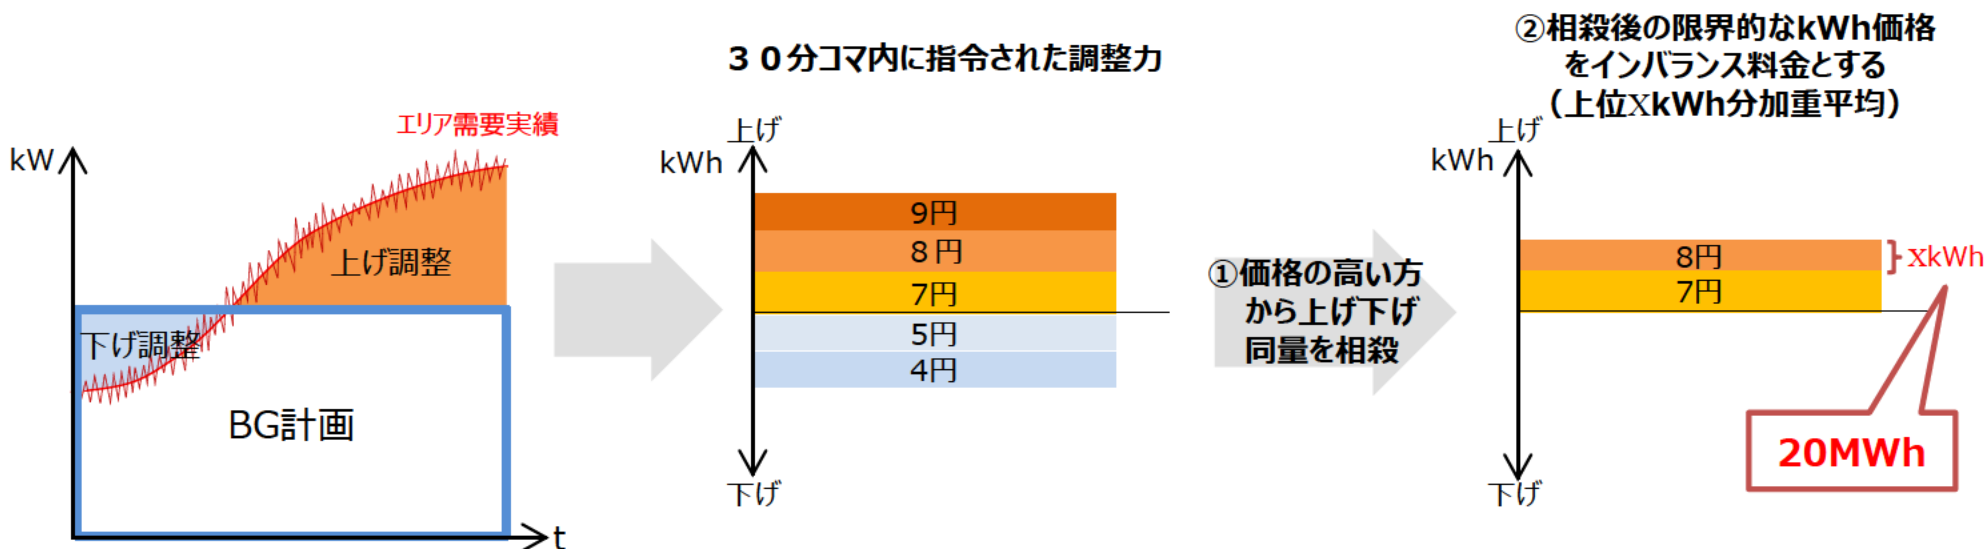 エリア需要実績
kW
上げ調整
下げ調整
BG計画
t
３０分コマ内に指令された調整力
上げ
kWh
9円
8円
7円
5円
4円
下げ
①価格の高い方
から上げ下げ
同量を相殺
②相殺後の限界的なkWh価格
をインバランス料金とする
（上位XkWh分加重平均）
上げ
kWh
8円
7円
XkWh
20MWh
下げ